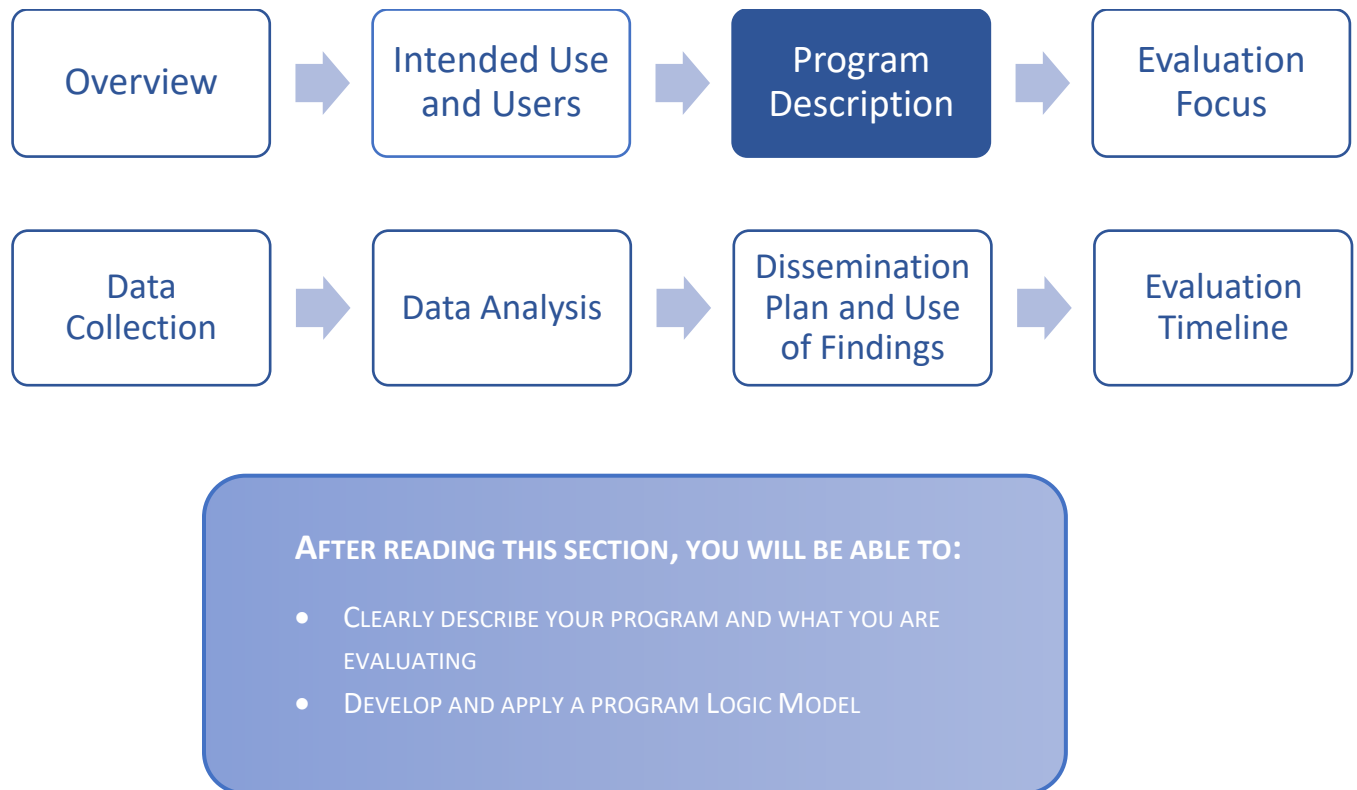 Overview
Intended Use
and Users
Program
Description
Evaluation
Focus
Data
Collection
Data Analysis
Dissemination
Plan and Use
of Findings
Evaluation
Timeline
AFTER READING THIS SECTION, YOU WILL BE ABLE TO:
• CLEARLY DESCRIBE YOUR PROGRAM AND WHAT YOU ARE
EVALUATING
• DEVELOP AND APPLY A PROGRAM LOGIC MODEL